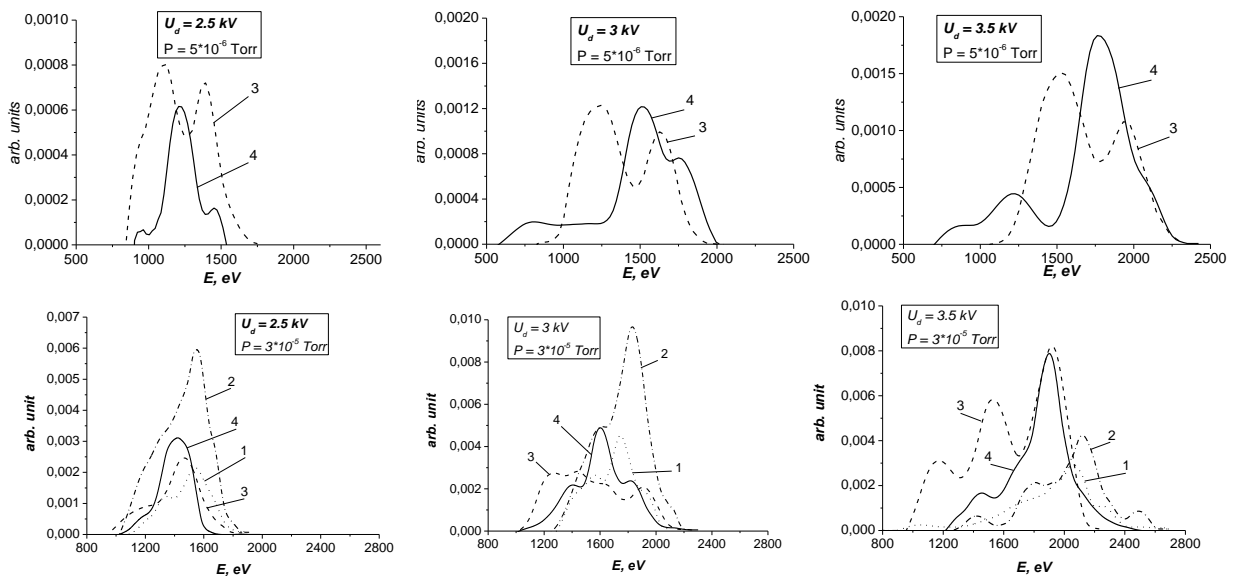 0,0010
0,0008
0,0006
0,0004
0,0002
0,0000
arb. units
U_d = 2.5 kV
P = 5*10⁻⁶ Torr
3
4
500 1000 1500 2000 2500
E, eV
0,0020
0,0016
0,0012
0,0008
0,0004
0,0000
arb. units
U_d = 3 kV
P = 5*10⁻⁶ Torr
4
3
500 1000 1500 2000 2500
E, eV
0,0020
0,0015
0,0010
0,0005
0,0000
arb. units
U_d = 3.5 kV
P = 5*10⁻⁶ Torr
4
3
500 1000 1500 2000 2500
E, eV
0,007
0,006
0,005
0,004
0,003
0,002
0,001
0,000
arb. unit
U_d = 2.5 kV
P = 3*10⁻⁵ Torr
2
4
1
3
800 1200 1600 2000 2400 2800
E, eV
0,010
0,008
0,006
0,004
0,002
0,000
arb. unit
U_d = 3 kV
P = 3*10⁻⁵ Torr
2
4
3
1
800 1200 1600 2000 2400 2800
E, eV
0,010
0,008
0,006
0,004
0,002
0,000
arb. unit
U_d = 3.5 kV
P = 3*10⁻⁵ Torr
3
2
4
1
800 1200 1600 2000 2400 2800
E, eV